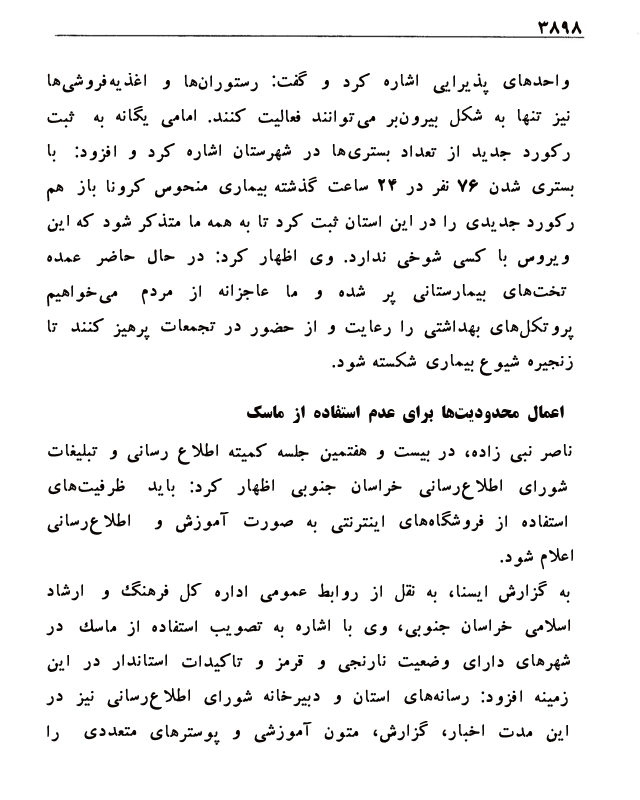 ۳۸۹۸
واحدهای پذیرایی اشاره کرد و گفت: رستوران‌ها و اغذیه‌فروشی‌ها
نیز تنها به شکل بیرون‌بر می‌توانند فعالیت کنند. امامی یگانه به ثبت
رکورد جدید از تعداد بستری‌ها در شهرستان اشاره کرد و افزود: با
بستری شدن ۷۶ نفر در ۲۴ ساعت گذشته بیماری منحوس کرونا باز هم
رکورد جدیدی را در این استان ثبت کرد تا به همه ما متذکر شود که این
ویروس با کسی شوخی ندارد. وی اظهار کرد: در حال حاضر عمده
تخت‌های بیمارستانی پر شده و ما عاجزانه از مردم می‌خواهیم
پروتکل‌های بهداشتی را رعایت و از حضور در تجمعات پرهیز کنند تا
زنجیره شیوع بیماری شکسته شود.
اعمال محدودیت‌ها برای عدم استفاده از ماسک
ناصر نبی زاده، در بیست و هفتمین جلسه کمیته اطلاع رسانی و تبلیغات
شورای اطلاع‌رسانی خراسان جنوبی اظهار کرد: باید ظرفیت‌های
استفاده از فروشگاه‌های اینترنتی به صورت آموزش و اطلاع‌رسانی
اعلام شود.
به گزارش ایسنا، به نقل از روابط عمومی اداره کل فرهنگ و ارشاد
اسلامی خراسان جنوبی، وی با اشاره به تصویب استفاده از ماسک در
شهرهای دارای وضعیت نارنجی و قرمز و تاکیدات استاندار در این
زمینه افزود: رسانه‌های استان و دبیرخانه شورای اطلاع‌رسانی نیز در
این مدت اخبار، گزارش، متون آموزشی و پوسترهای متعددی را